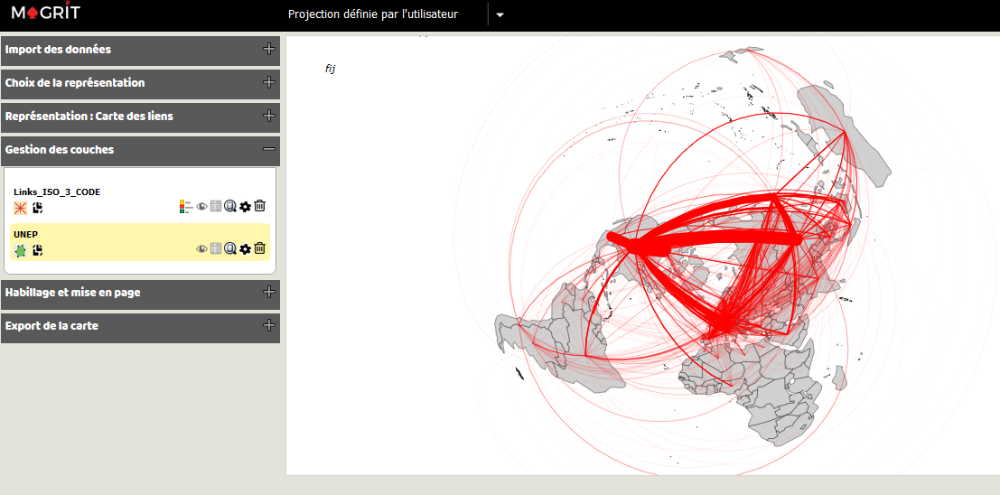 MAGRIT
Projection définie par l'utilisateur
Import des données
Choix de la représentation
Représentation : Carte des liens
Gestion des couches
Links_ISO_3_CODE
UNEP
Habillage et mise en page
Export de la carte
fij